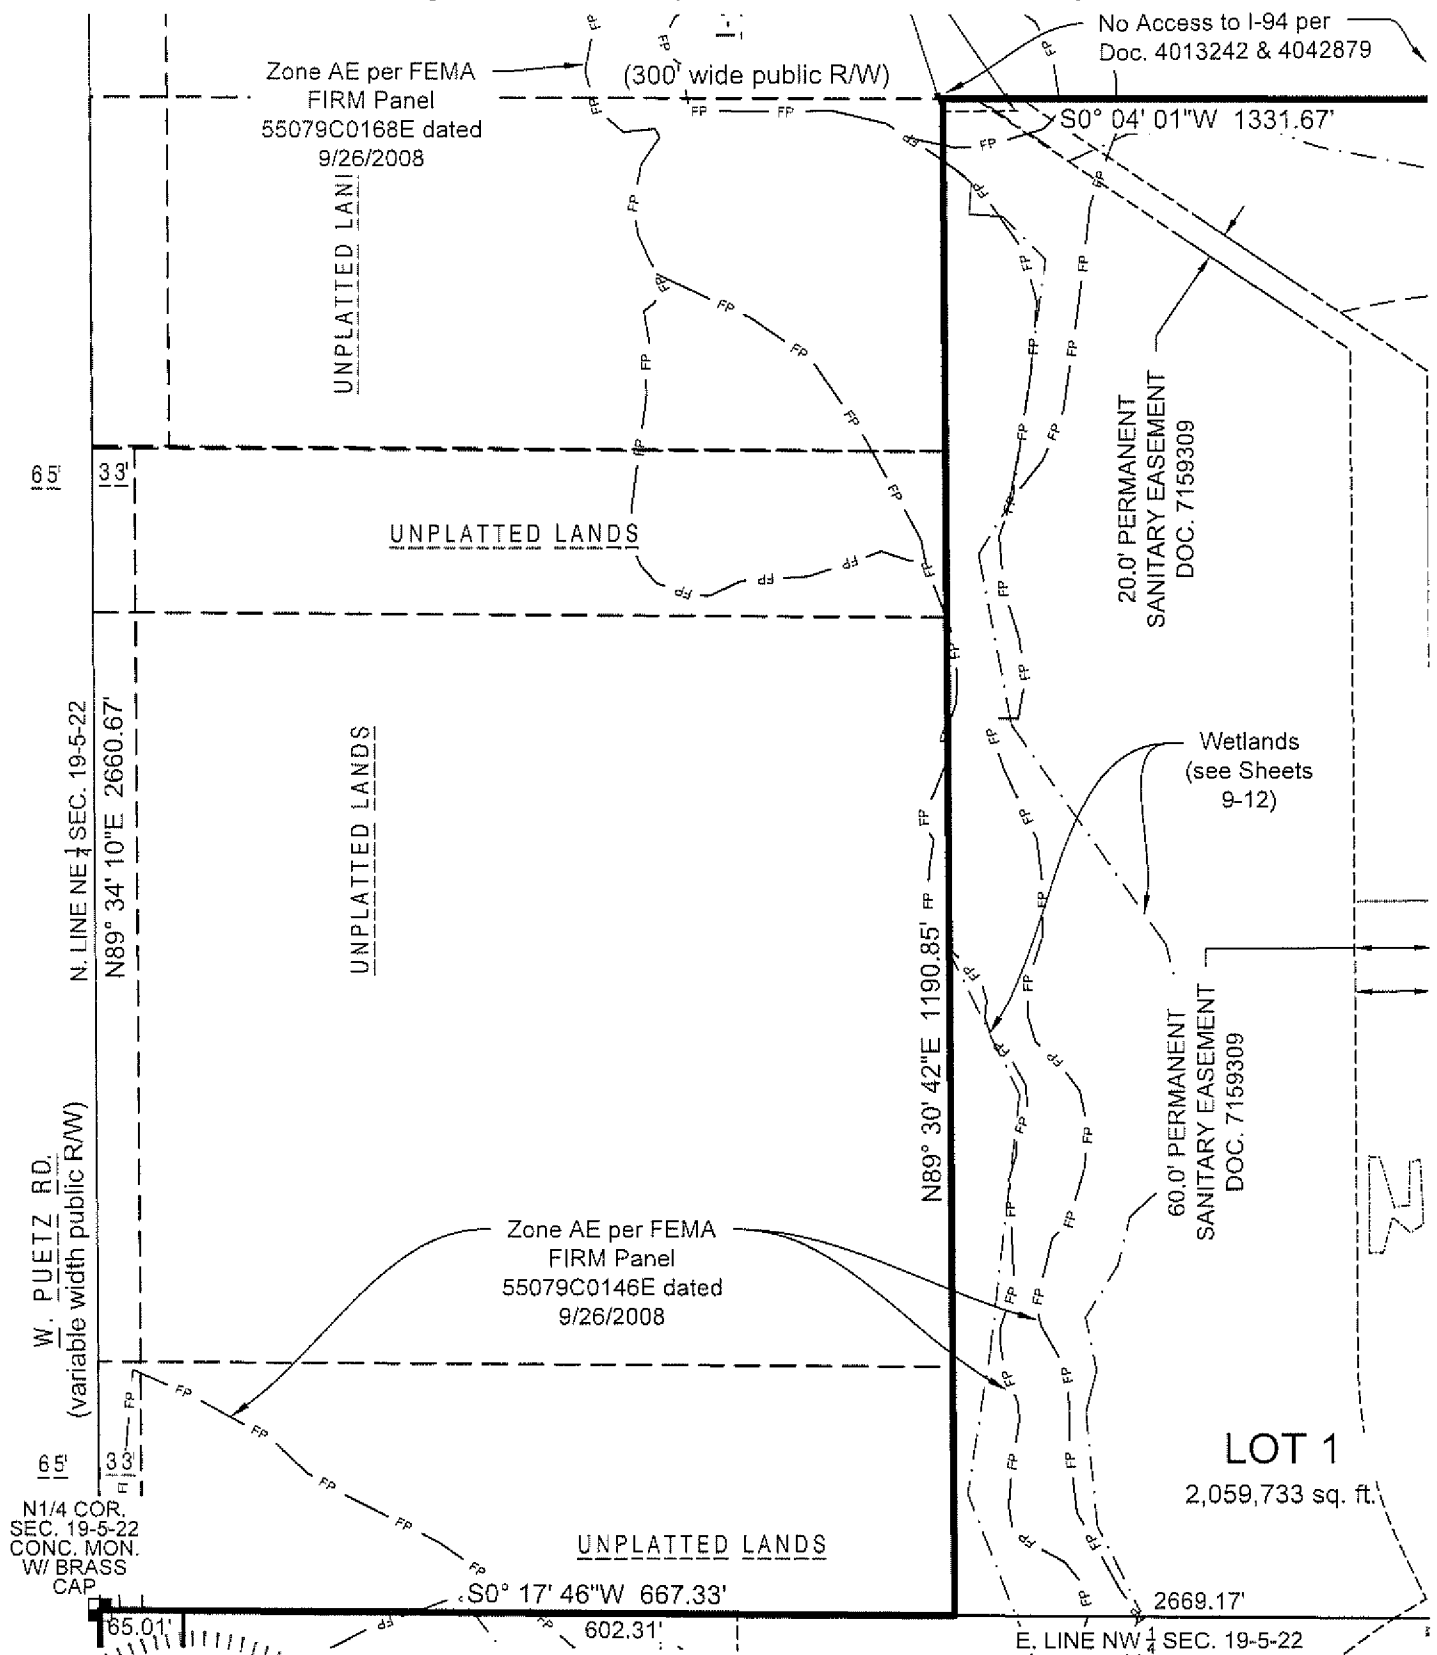 No Access to I-94 per
Doc. 4013242 & 4042879
Zone AE per FEMA
FIRM Panel
55079C0168E dated
9/26/2008
(300' wide public R/W)
S0° 04' 01"W 1331.67'
UNPLATTED LAN
65'
33'
UNPLATTED LANDS
20.0' PERMANENT
SANITARY EASEMENT
DOC. 7159309
N. LINE NE 1/4 SEC. 19-5-22
N89° 34' 10"E 2660.67'
UNPLATTED LANDS
Wetlands
(see Sheets
9-12)
N89° 30' 42"E 1190.85'
60.0' PERMANENT
SANITARY EASEMENT
DOC. 7159309
W. PUETZ RD.
(variable width public R/W)
Zone AE per FEMA
FIRM Panel
55079C0146E dated
9/26/2008
65'
33'
LOT 1
2,059,733 sq. ft.
N1/4 COR.
SEC. 19-5-22
CONC. MON.
W/ BRASS
CAP
UNPLATTED LANDS
S0° 17' 46"W 667.33'
65.01'
602.31'
2669.17'
E. LINE NW 1/4 SEC. 19-5-22
FP